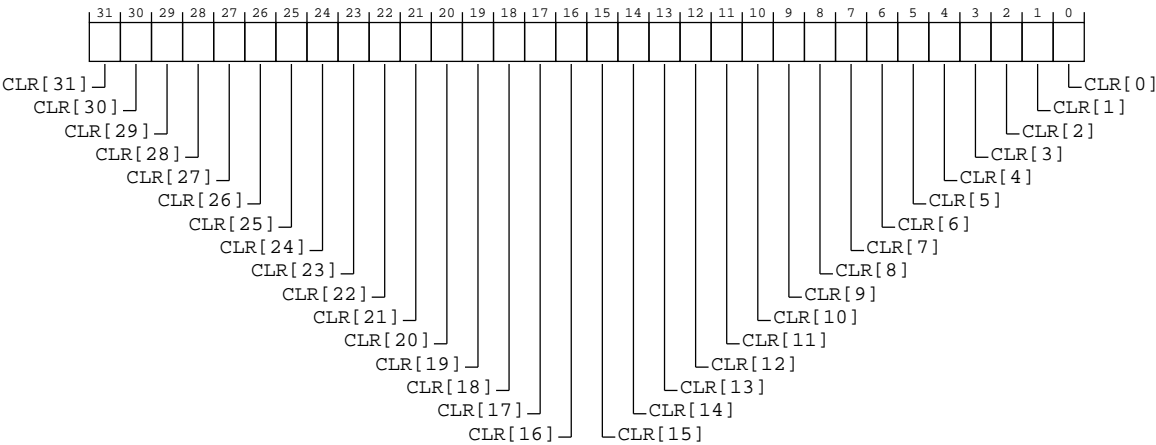 31 30 29 28 27 26 25 24 23 22 21 20 19 18 17 16 15 14 13 12 11 10 9 8 7 6 5 4 3 2 1 0
CLR[31] CLR[0]
CLR[30] CLR[1]
CLR[29] CLR[2]
CLR[28] CLR[3]
CLR[27] CLR[4]
CLR[26] CLR[5]
CLR[25] CLR[6]
CLR[24] CLR[7]
CLR[23] CLR[8]
CLR[22] CLR[9]
CLR[21] CLR[10]
CLR[20] CLR[11]
CLR[19] CLR[12]
CLR[18] CLR[13]
CLR[17] CLR[14]
CLR[16] CLR[15]